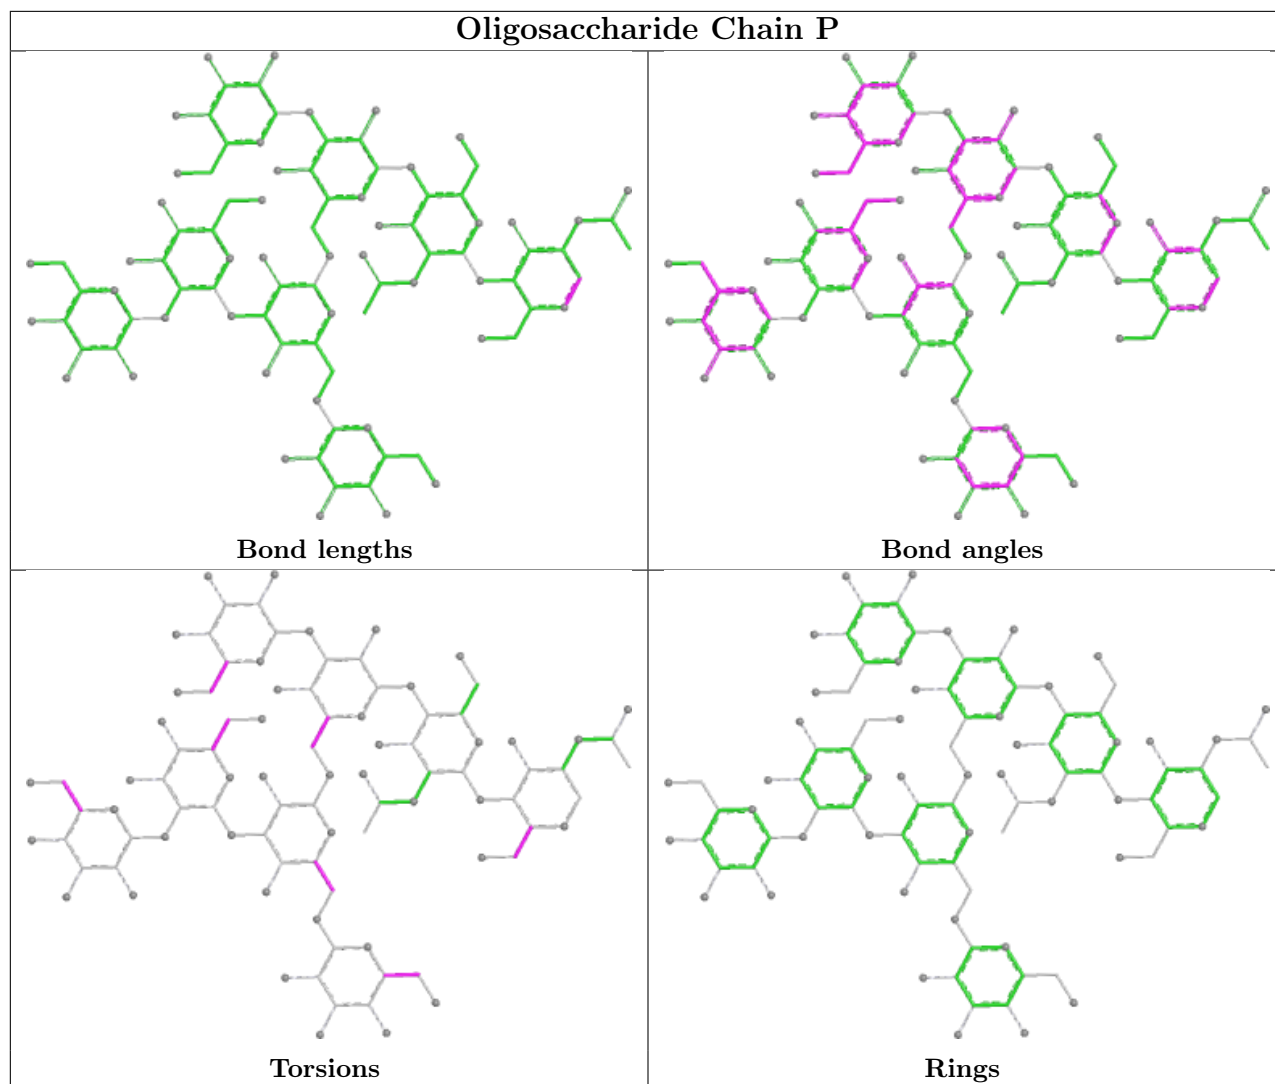 Oligosaccharide Chain P
Bond lengths
Bond angles
Torsions
Rings